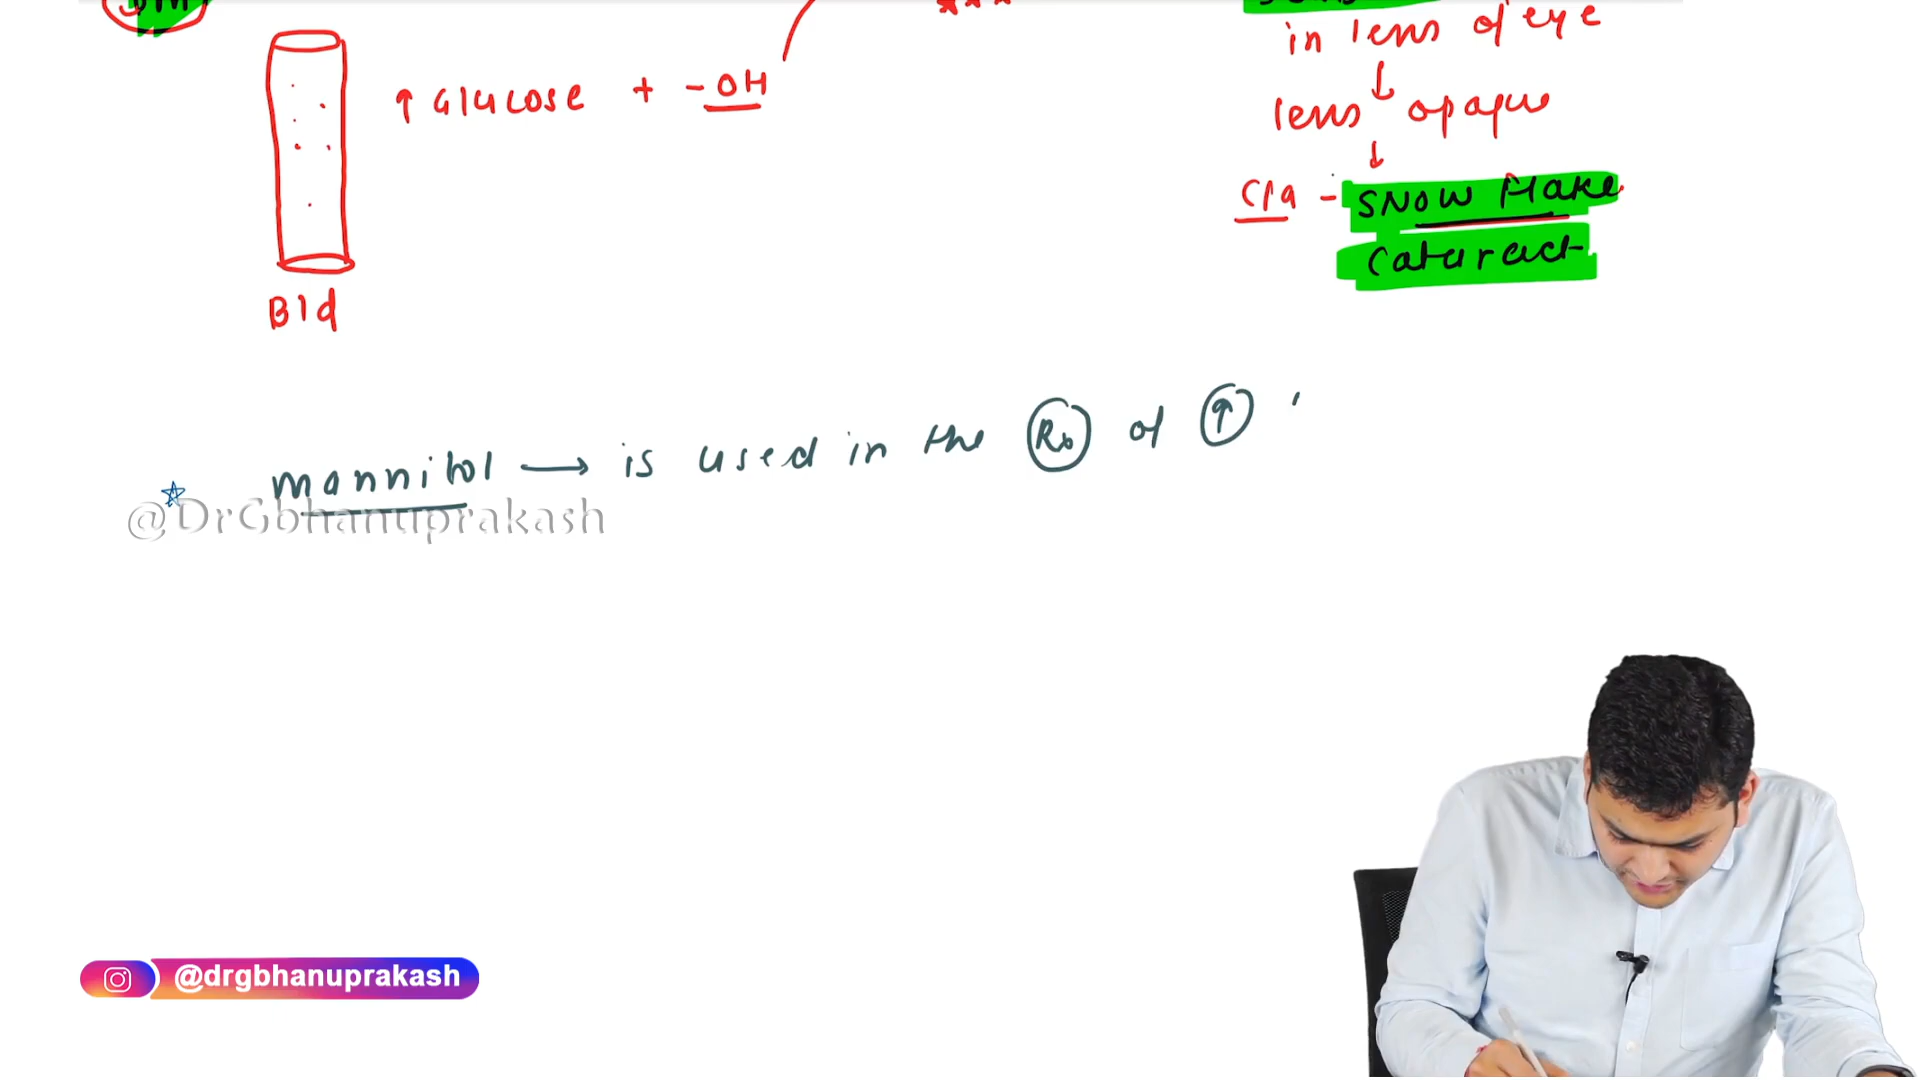 in lens of eye
↑ Glucose + -OH
↓
lens opaque
↓
C/a - SNOW Flake
Cataract
Bld
* mannitol → is used in the Rx of ↑
@DrGbhanuprakash
@drgbhanuprakash